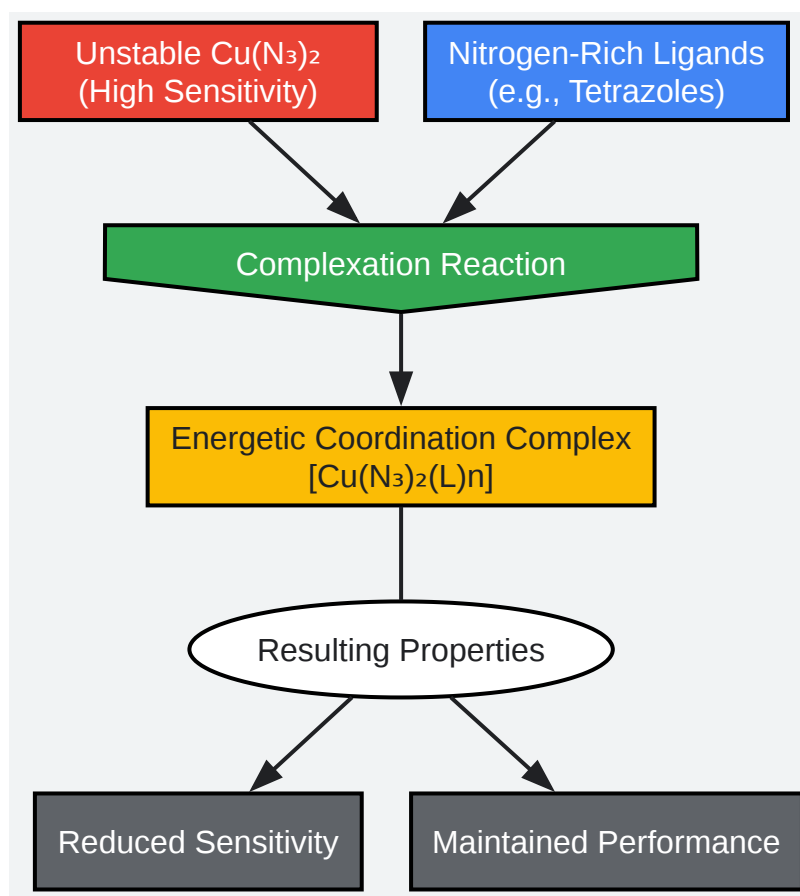 Unstable Cu(N₃)₂
(High Sensitivity)
Nitrogen-Rich Ligands
(e.g., Tetrazoles)
Complexation Reaction
Energetic Coordination Complex
[Cu(N₃)₂(L)n]
Resulting Properties
Reduced Sensitivity
Maintained Performance